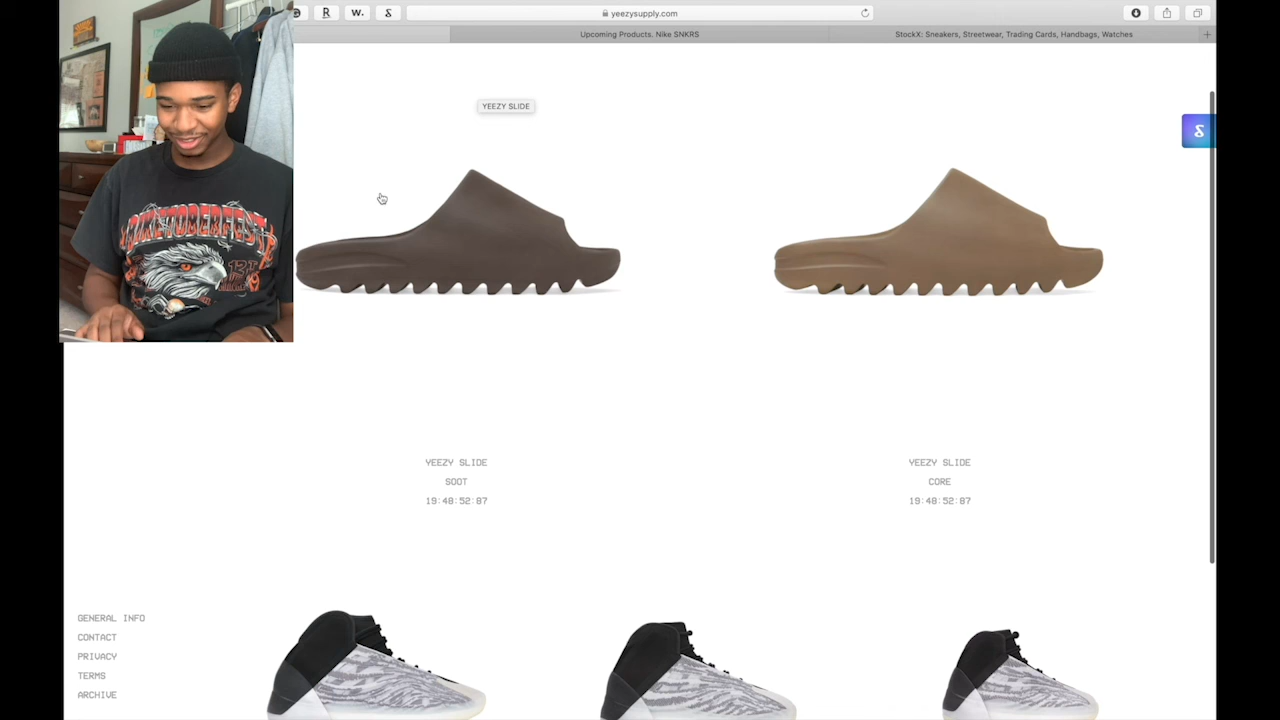 R
W.
yeezysupply.com
Upcoming Products. Nike SNKRS
StockX: Sneakers, Streetwear, Trading Cards, Handbags, Watches
YEEZY SLIDE
YEEZY SLIDE
SOOT
19:48:52:87
YEEZY SLIDE
CORE
19:48:52:87
GENERAL INFO
CONTACT
PRIVACY
TERMS
ARCHIVE